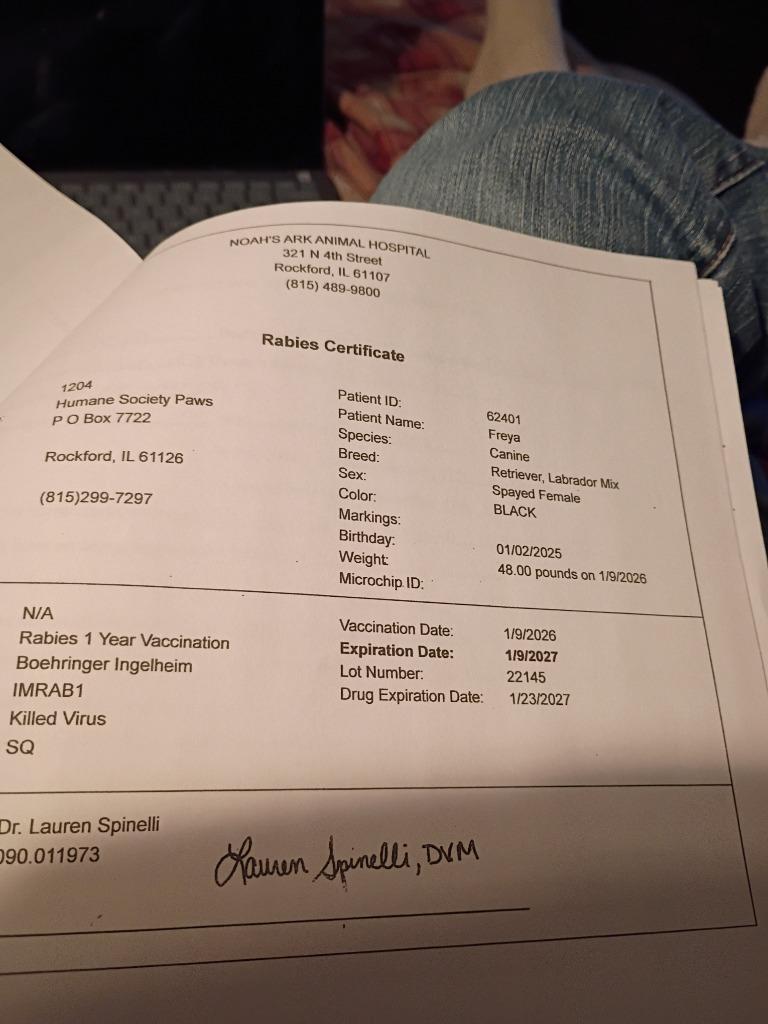 NOAH'S ARK ANIMAL HOSPITAL
321 N 4th Street
Rockford, IL 61107
(815) 489-9800
Rabies Certificate
1204
Humane Society Paws
P O Box 7722
Rockford, IL 61126
(815)299-7297
Patient ID: 62401
Patient Name: Freya
Species: Canine
Breed: Retriever, Labrador Mix
Sex: Spayed Female
Color: BLACK
Markings:
Birthday: 01/02/2025
Weight: 48.00 pounds on 1/9/2026
Microchip ID:
N/A
Rabies 1 Year Vaccination
Boehringer Ingelheim
IMRAB1
Killed Virus
SQ
Vaccination Date: 1/9/2026
Expiration Date: 1/9/2027
Lot Number: 22145
Drug Expiration Date: 1/23/2027
Dr. Lauren Spinelli
090.011973
Lauren Spinelli, DVM